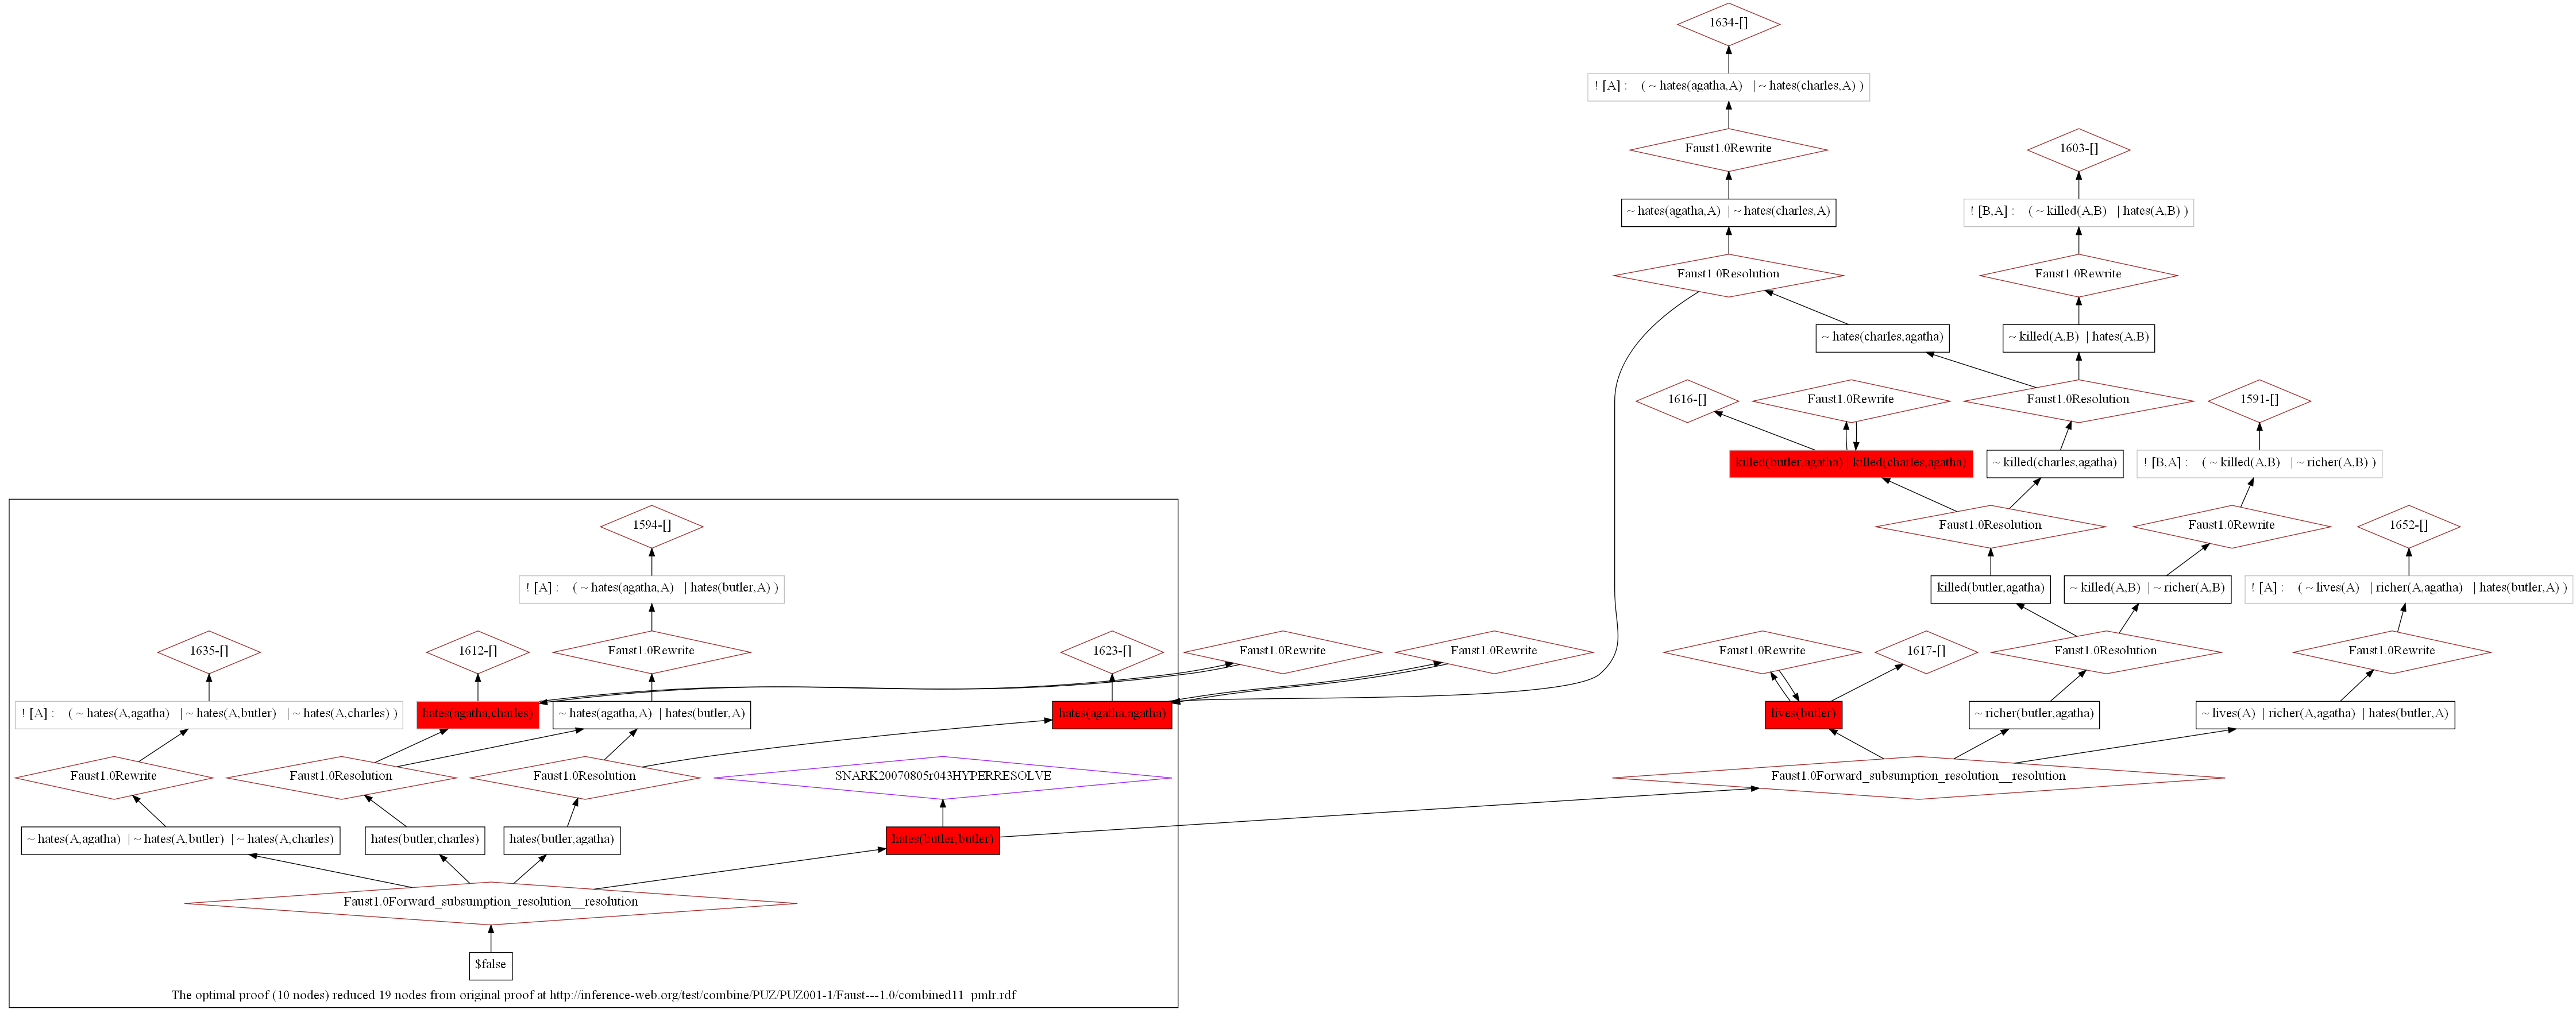 1634-[]
! [A] : ( ~ hates(agatha,A) | ~ hates(charles,A) )
Faust1.0Rewrite
1603-[]
~ hates(agatha,A) | ~ hates(charles,A)
! [B,A] : ( ~ killed(A,B) | hates(A,B) )
Faust1.0Resolution
Faust1.0Rewrite
~ hates(charles,agatha)
~ killed(A,B) | hates(A,B)
1616-[]
Faust1.0Rewrite
Faust1.0Resolution
1591-[]
killed(butler,agatha) | killed(charles,agatha)
~ killed(charles,agatha)
! [B,A] : ( ~ killed(A,B) | ~ richer(A,B) )
1594-[]
Faust1.0Resolution
Faust1.0Rewrite
1652-[]
! [A] : ( ~ hates(agatha,A) | hates(butler,A) )
killed(butler,agatha)
~ killed(A,B) | ~ richer(A,B)
! [A] : ( ~ lives(A) | richer(A,agatha) | hates(butler,A) )
1635-[]
1612-[]
Faust1.0Rewrite
1623-[]
Faust1.0Rewrite
Faust1.0Rewrite
Faust1.0Rewrite
1617-[]
Faust1.0Resolution
Faust1.0Rewrite
! [A] : ( ~ hates(A,agatha) | ~ hates(A,butler) | ~ hates(A,charles) )
hates(agatha,charles)
~ hates(agatha,A) | hates(butler,A)
hates(agatha,agatha)
lives(butler)
~ richer(butler,agatha)
~ lives(A) | richer(A,agatha) | hates(butler,A)
Faust1.0Rewrite
Faust1.0Resolution
Faust1.0Resolution
SNARK20070805r043HYPERRESOLVE
Faust1.0Forward_subsumption_resolution__resolution
~ hates(A,agatha) | ~ hates(A,butler) | ~ hates(A,charles)
hates(butler,charles)
hates(butler,agatha)
hates(butler,butler)
Faust1.0Forward_subsumption_resolution__resolution
$false
The optimal proof (10 nodes) reduced 19 nodes from original proof at http://inference-web.org/test/combine/PUZ/PUZ001-1/Faust---1.0/combined11_pmlr.rdf